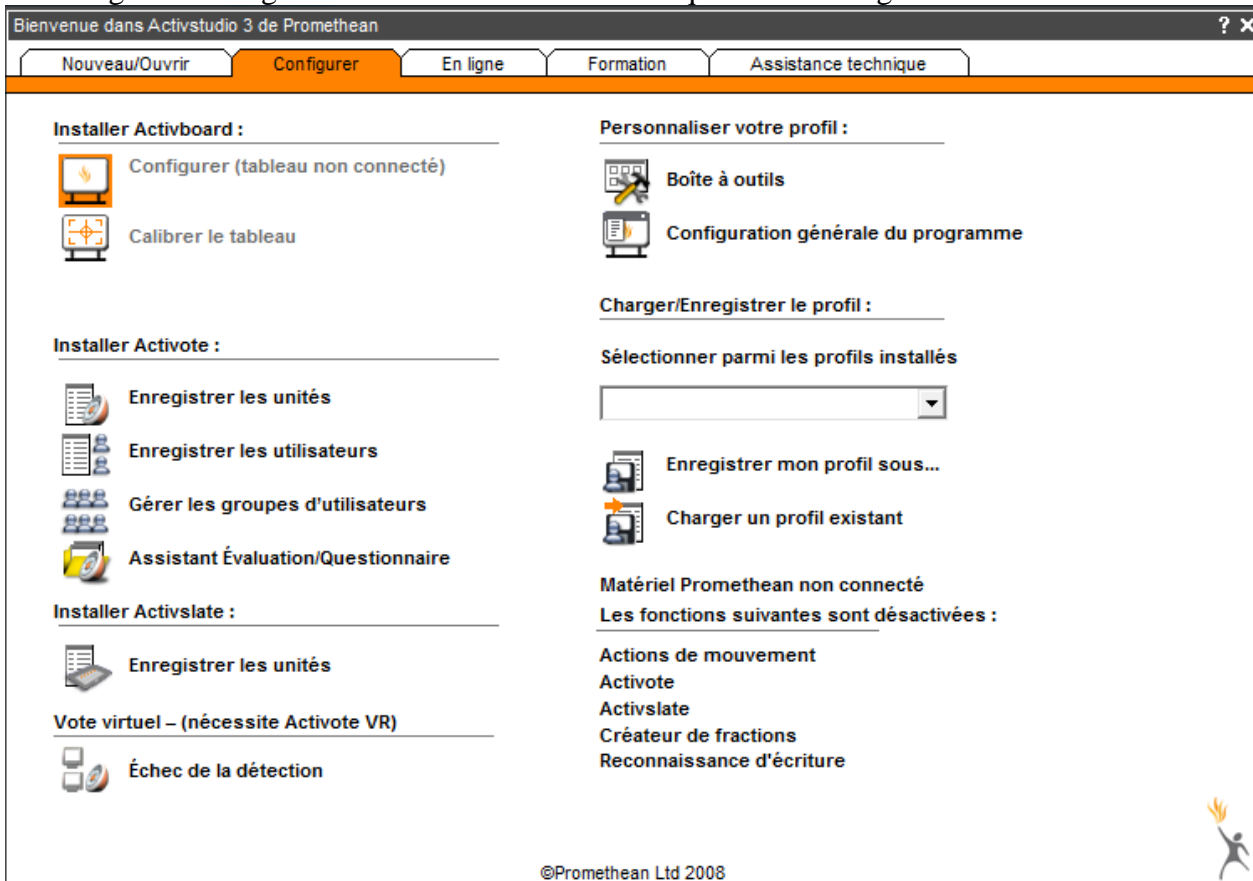 Bienvenue dans Activstudio 3 de Promethean
? ×
Nouveau/Ouvrir Configurer En ligne Formation Assistance technique
Installer Activboard :
Configurer (tableau non connecté)
Calibrer le tableau
Installer Activote :
Enregistrer les unités
Enregistrer les utilisateurs
Gérer les groupes d'utilisateurs
Assistant Évaluation/Questionnaire
Installer Activslate :
Enregistrer les unités
Vote virtuel – (nécessite Activote VR)
Échec de la détection
Personnaliser votre profil :
Boîte à outils
Configuration générale du programme
Charger/Enregistrer le profil :
Sélectionner parmi les profils installés
Enregistrer mon profil sous...
Charger un profil existant
Matériel Promethean non connecté
Les fonctions suivantes sont désactivées :
Actions de mouvement
Activote
Activslate
Créateur de fractions
Reconnaissance d'écriture
©Promethean Ltd 2008